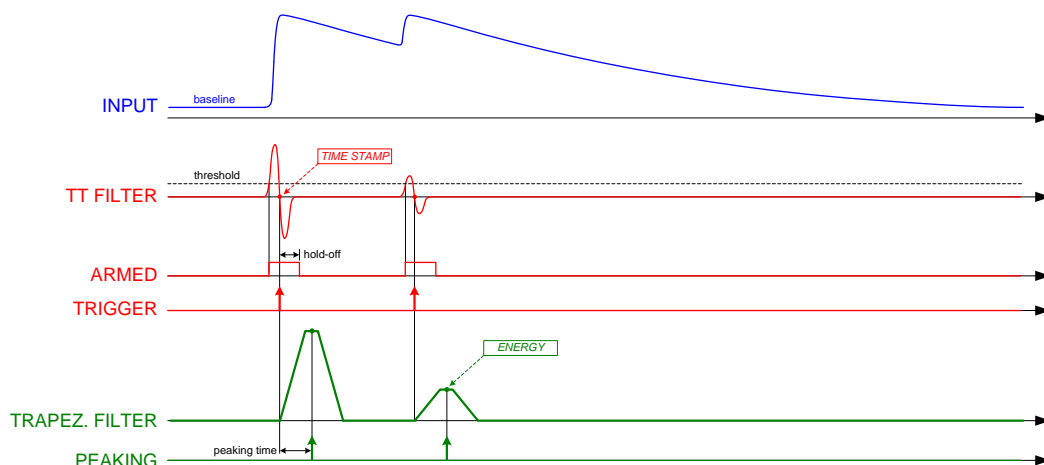 baseline
INPUT
TIME STAMP
threshold
TT FILTER
hold-off
ARMED
TRIGGER
ENERGY
TRAPEZ. FILTER
peaking time
PEAKING